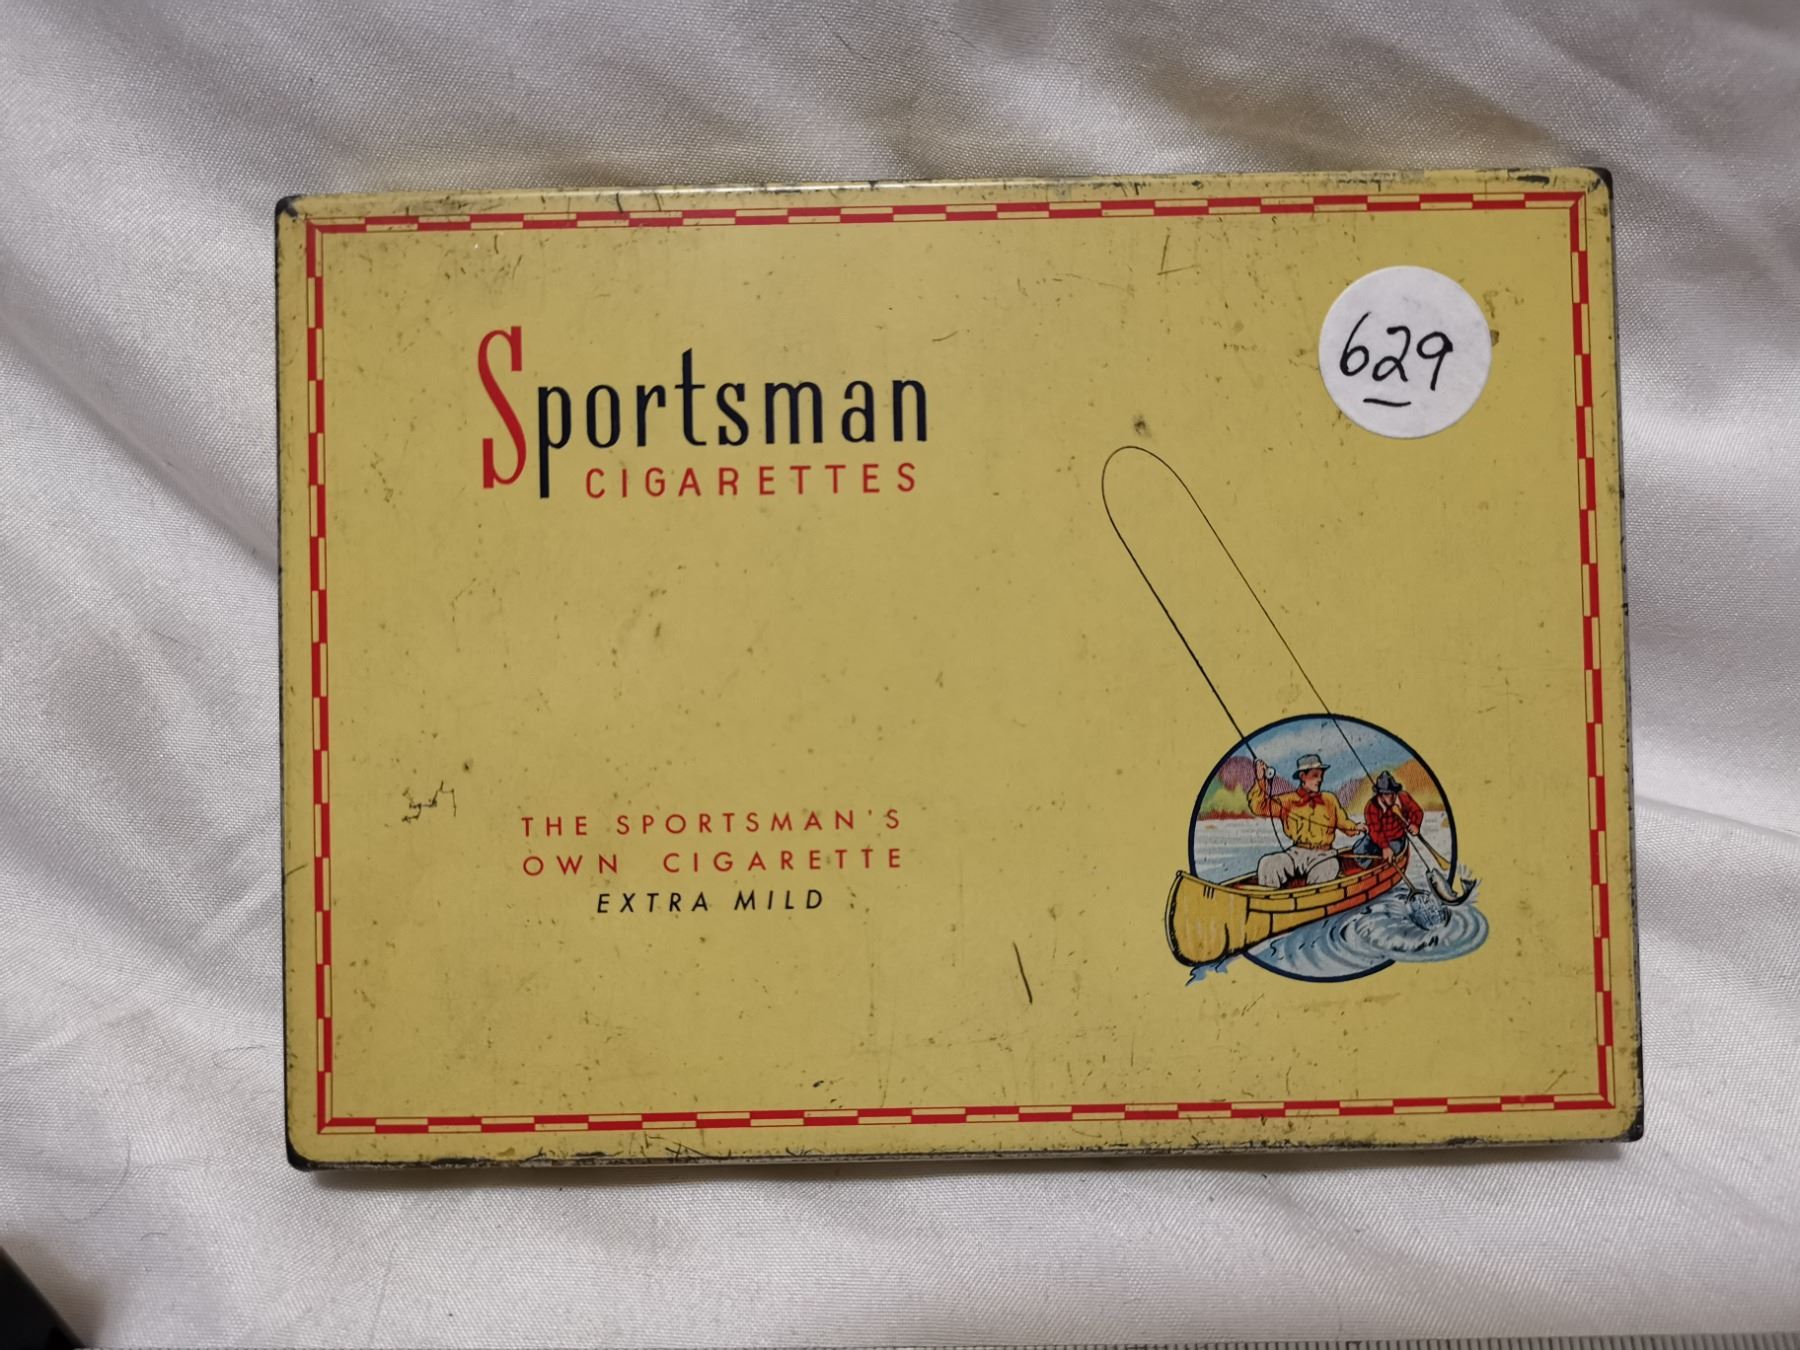 Sportsman
CIGARETTES
629
THE SPORTSMAN'S
OWN CIGARETTE
EXTRA MILD